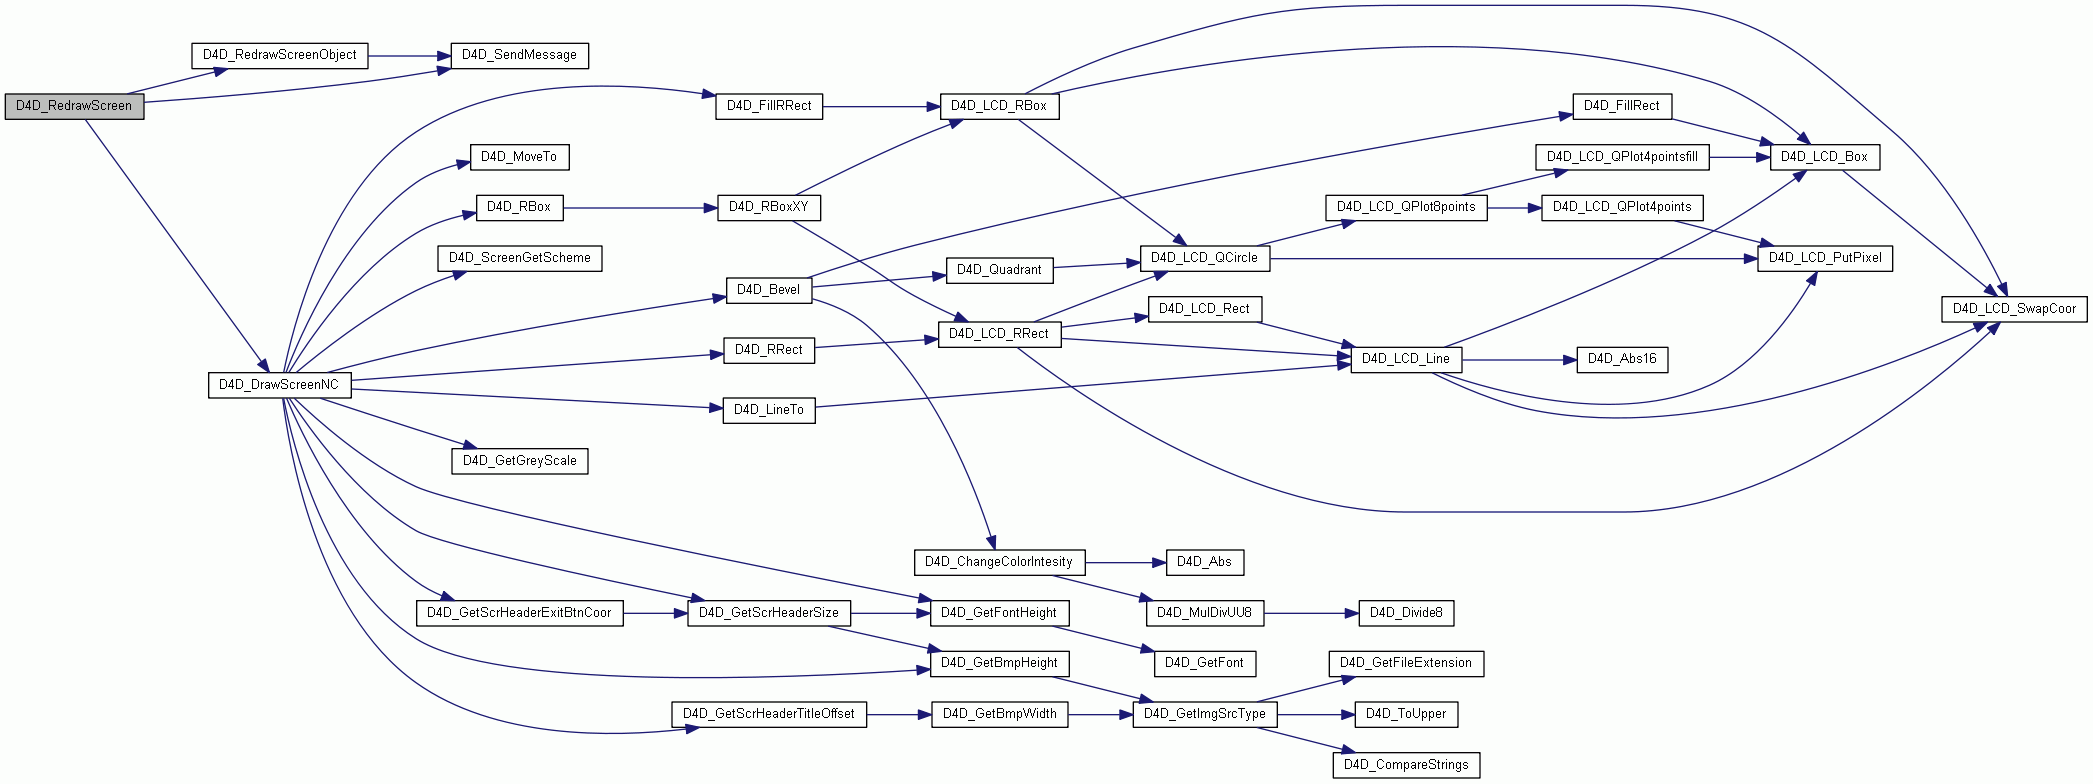 D4D_RedrawScreenObject
D4D_SendMessage
D4D_RedrawScreen
D4D_FillRRect
D4D_LCD_RBox
D4D_FillRect
D4D_MoveTo
D4D_LCD_QPlot4pointsfill
D4D_LCD_Box
D4D_RBox
D4D_RBoxXY
D4D_LCD_QPlot8points
D4D_LCD_QPlot4points
D4D_ScreenGetScheme
D4D_LCD_QCircle
D4D_LCD_PutPixel
D4D_Quadrant
D4D_Bevel
D4D_LCD_Rect
D4D_LCD_SwapCoor
D4D_LCD_RRect
D4D_RRect
D4D_LCD_Line
D4D_Abs16
D4D_DrawScreenNC
D4D_LineTo
D4D_GetGreyScale
D4D_ChangeColorIntesity
D4D_Abs
D4D_GetScrHeaderExitBtnCoor
D4D_GetScrHeaderSize
D4D_GetFontHeight
D4D_MulDivUU8
D4D_Divide8
D4D_GetBmpHeight
D4D_GetFont
D4D_GetFileExtension
D4D_GetScrHeaderTitleOffset
D4D_GetBmpWidth
D4D_GetImgSrcType
D4D_ToUpper
D4D_CompareStrings